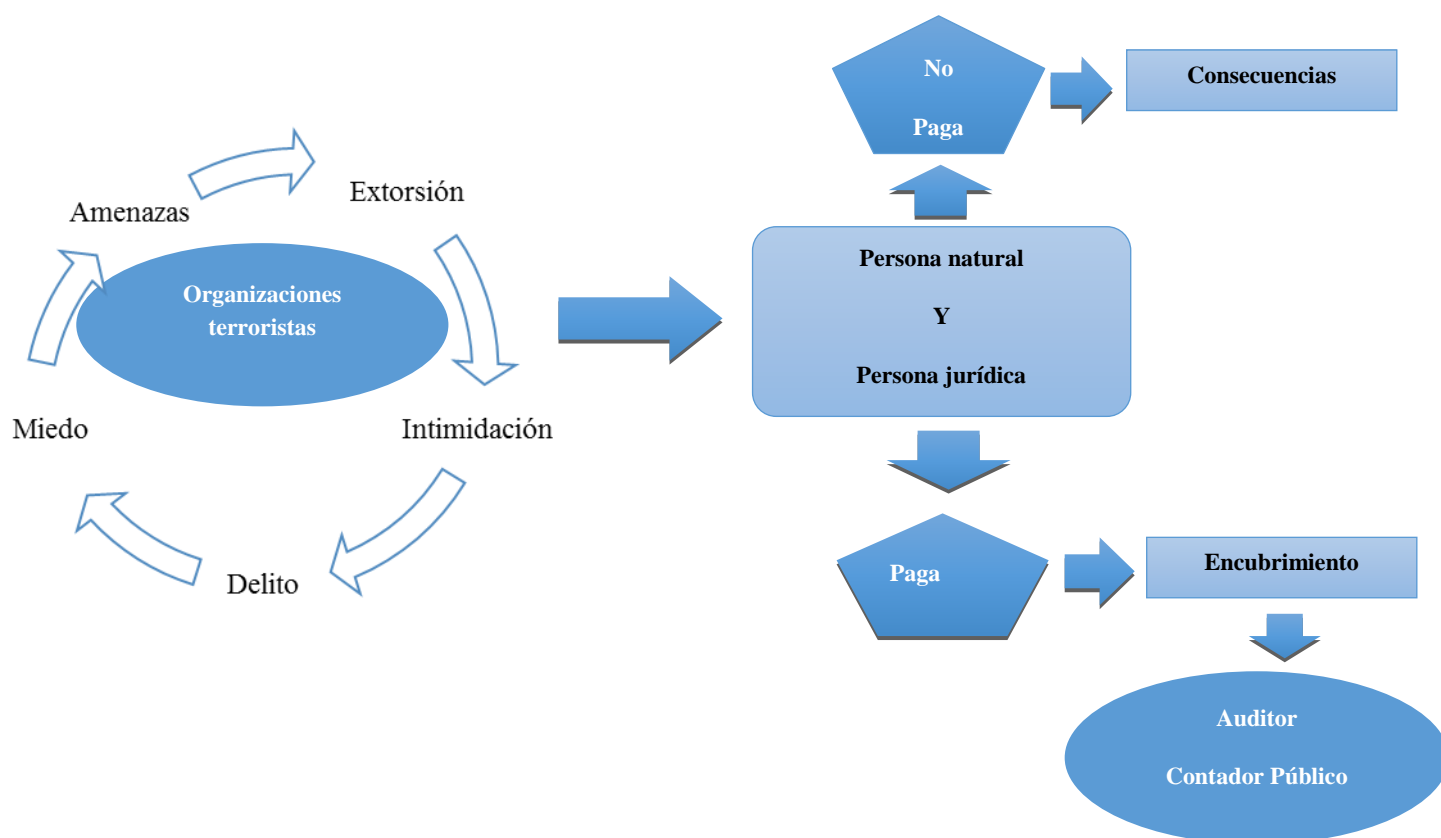 No
Paga
Consecuencias
Extorsión
Amenazas
Organizaciones
terroristas
Persona natural
Y
Persona jurídica
Miedo
Intimidación
Delito
Paga
Encubrimiento
Auditor
Contador Público